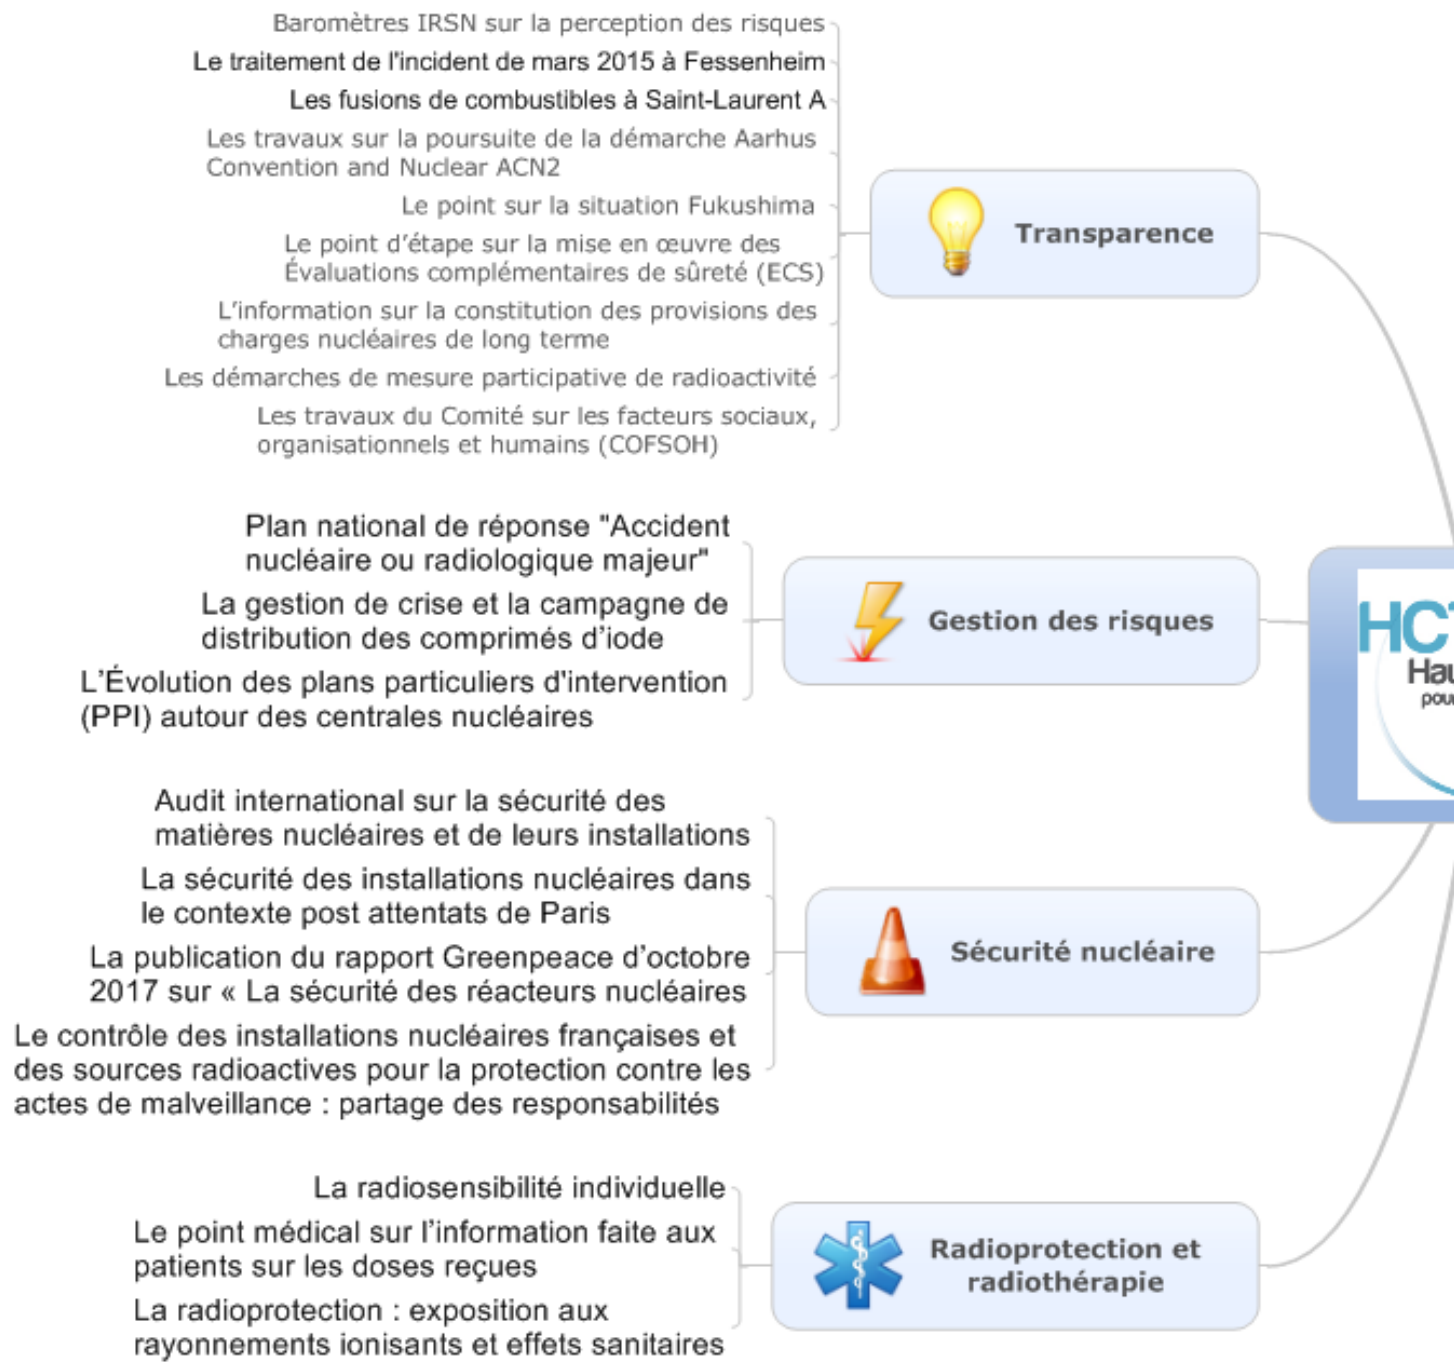 Baromètres IRSN sur la perception des risques
Le traitement de l'incident de mars 2015 à Fessenheim
Les fusions de combustibles à Saint-Laurent A
Les travaux sur la poursuite de la démarche Aarhus
Convention and Nuclear ACN2
Le point sur la situation Fukushima
Le point d’étape sur la mise en œuvre des
Évaluations complémentaires de sûreté (ECS)
L’information sur la constitution des provisions des
charges nucléaires de long terme
Les démarches de mesure participative de radioactivité
Les travaux du Comité sur les facteurs sociaux,
organisationnels et humains (COFSOH)
Transparence
Plan national de réponse "Accident
nucléaire ou radiologique majeur"
La gestion de crise et la campagne de
distribution des comprimés d’iode
L’Évolution des plans particuliers d'intervention
(PPI) autour des centrales nucléaires
Gestion des risques
Audit international sur la sécurité des
matières nucléaires et de leurs installations
La sécurité des installations nucléaires dans
le contexte post attentats de Paris
La publication du rapport Greenpeace d’octobre
2017 sur « La sécurité des réacteurs nucléaires
Le contrôle des installations nucléaires françaises et
des sources radioactives pour la protection contre les
actes de malveillance : partage des responsabilités
Sécurité nucléaire
La radiosensibilité individuelle
Le point médical sur l’information faite aux
patients sur les doses reçues
La radioprotection : exposition aux
rayonnements ionisants et effets sanitaires
Radioprotection et
radiothérapie
HC
Hau
pour